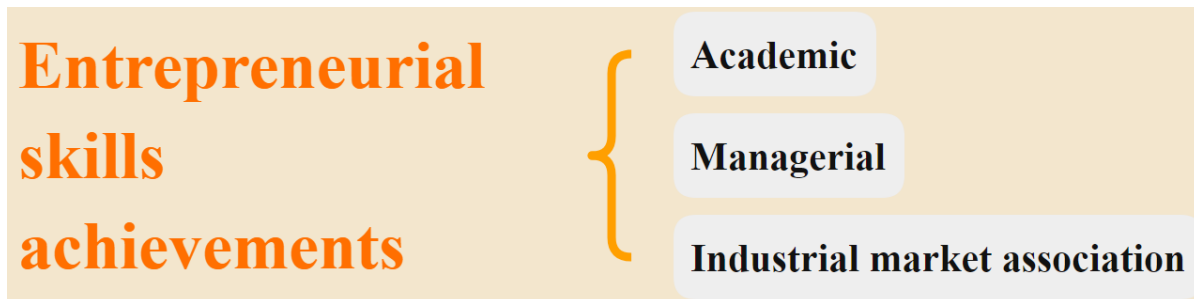 Entrepreneurial
skills
achievements
Academic
Managerial
Industrial market association